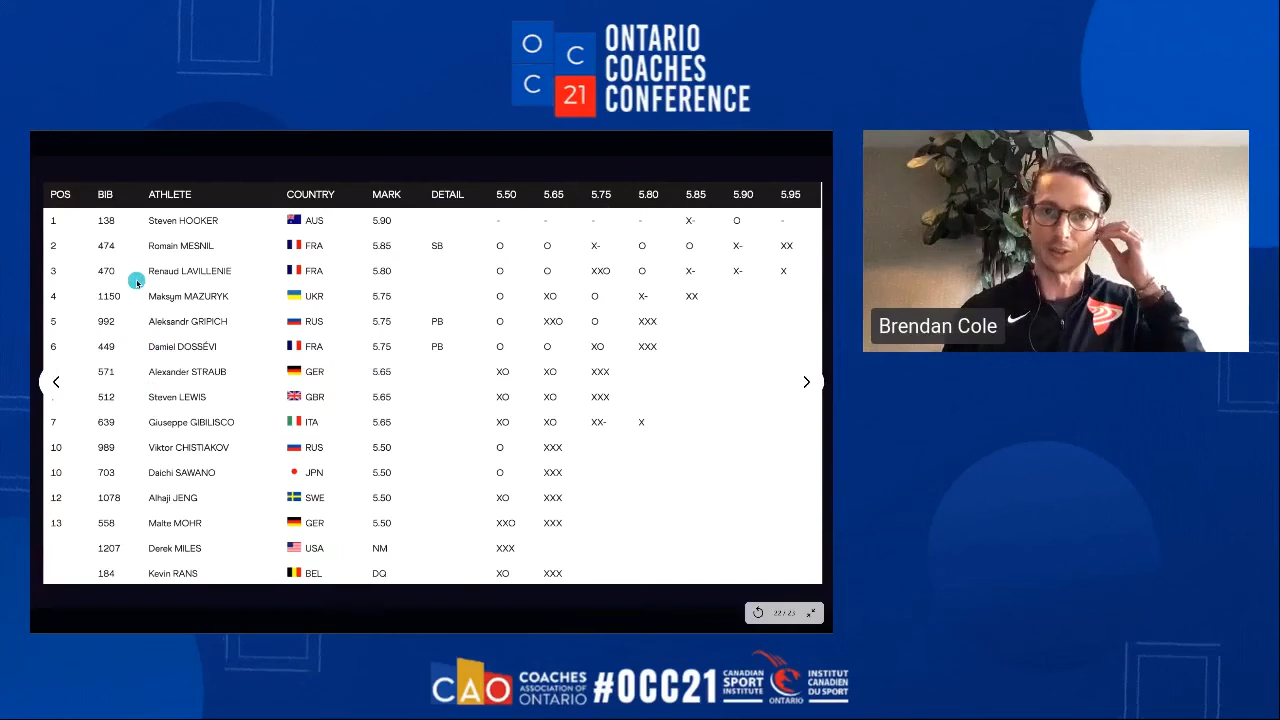 O
C
C
21
ONTARIO
COACHES
CONFERENCE
POS BIB ATHLETE COUNTRY MARK DETAIL 5.50 5.65 5.75 5.80 5.85 5.90 5.95
1 138 Steven HOOKER AUS 5.90 - - - - X- O -
2 474 Romain MESNIL FRA 5.85 SB O O X- O O X- XX
3 470 Renaud LAVILLENIE FRA 5.80 O O XXO O X- X- X
4 1150 Maksym MAZURYK UKR 5.75 O XO O X- XX
5 992 Aleksandr GRIPICH RUS 5.75 PB O XXO O XXX
6 449 Damiel DOSSÉVI FRA 5.75 PB O O XO XXX
571 Alexander STRAUB GER 5.65 XO XO XXX
512 Steven LEWIS GBR 5.65 XO XO XXX
7 639 Giuseppe GIBILISCO ITA 5.65 XO XO XX- X
10 989 Viktor CHISTIAKOV RUS 5.50 O XXX
10 703 Daichi SAWANO JPN 5.50 O XXX
12 1078 Alhaji JENG SWE 5.50 XO XXX
13 558 Malte MOHR GER 5.50 XXO XXX
1207 Derek MILES USA NM XXX
184 Kevin RANS BEL DQ XO XXX
22 / 23
Brendan Cole
CAO
COACHES
ASSOCIATION OF
ONTARIO
#OCC21
CANADIAN
SPORT
INSTITUTE
ONTARIO
INSTITUT
CANADIEN
DU SPORT